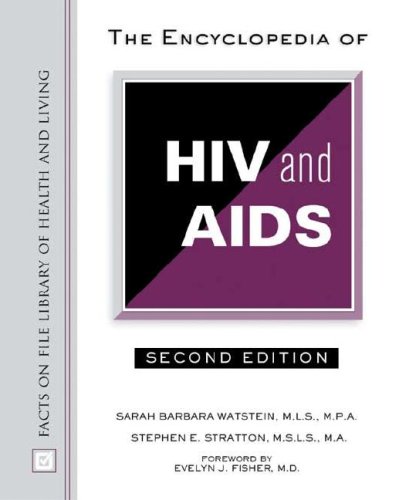 THE ENCYCLOPEDIA OF
HIV and
AIDS
SECOND EDITION
SARAH BARBARA WATSTEIN, M.L.S., M.P.A.
STEPHEN E. STRATTON, M.S.L.S., M.A.
FOREWORD BY
EVELYN J. FISHER, M.D.
FACTS ON FILE LIBRARY OF HEALTH AND LIVING